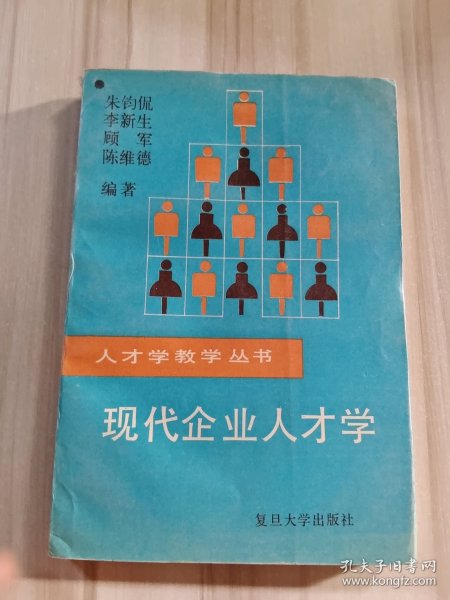 朱钧侃
李新生
顾军
陈维德
编著
人才学教学丛书
现代企业人才学
复旦大学出版社
孔夫子旧书网
www.kongfz.com